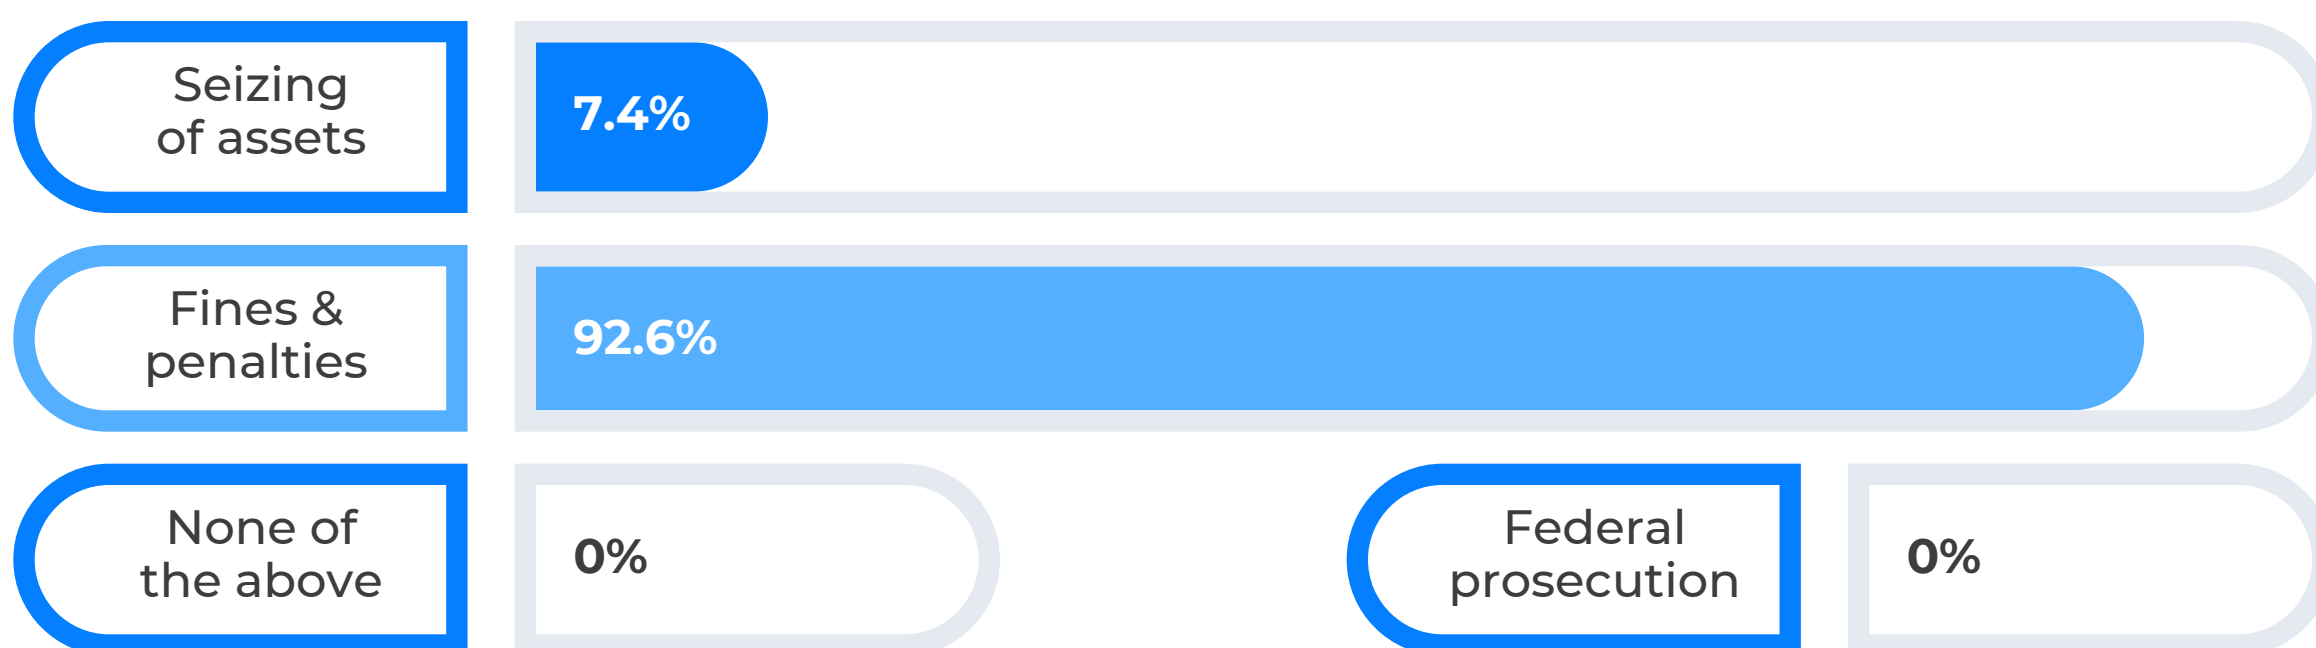 Seizing
of assets
7.4%
Fines &
penalties
92.6%
None of
the above
0%
Federal
prosecution
0%